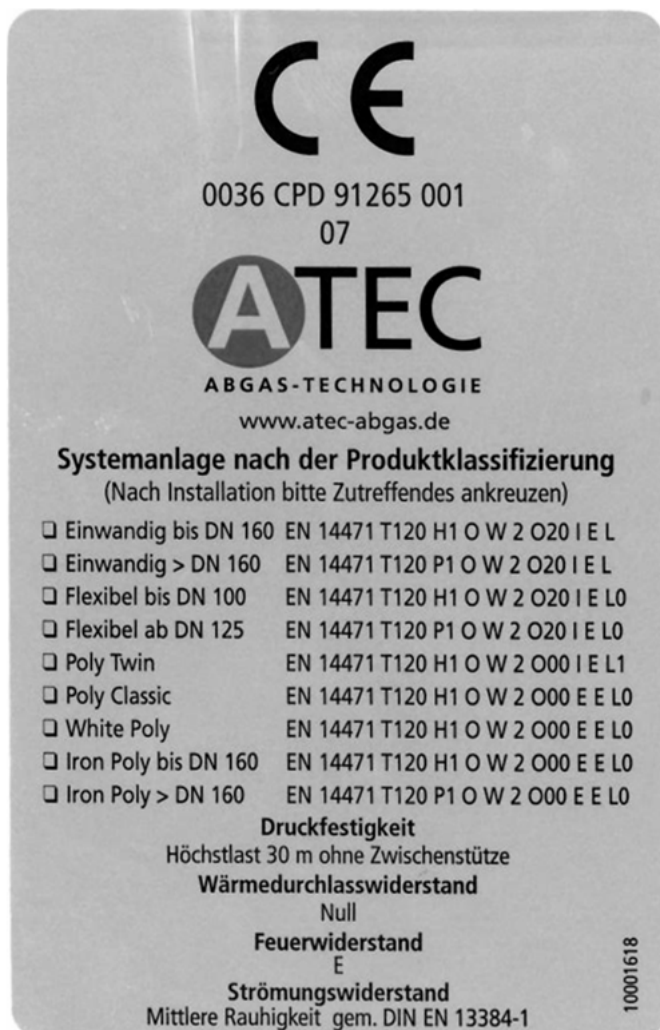 CE
0036 CPD 91265 001
07
ATEC
ABGAS-TECHNOLOGIE
www.atec-abgas.de
Systemanlage nach der Produktklassifizierung
(Nach Installation bitte Zutreffendes ankreuzen)
❑ Einwandig bis DN 160 EN 14471 T120 H1 O W 2 O20 I E L
❑ Einwandig > DN 160 EN 14471 T120 P1 O W 2 O20 I E L
❑ Flexibel bis DN 100 EN 14471 T120 H1 O W 2 O20 I E L0
❑ Flexibel ab DN 125 EN 14471 T120 P1 O W 2 O20 I E L0
❑ Poly Twin EN 14471 T120 H1 O W 2 O00 I E L1
❑ Poly Classic EN 14471 T120 H1 O W 2 O00 E E L0
❑ White Poly EN 14471 T120 H1 O W 2 O00 E E L0
❑ Iron Poly bis DN 160 EN 14471 T120 H1 O W 2 O00 E E L0
❑ Iron Poly > DN 160 EN 14471 T120 P1 O W 2 O00 E E L0
Druckfestigkeit
Höchstlast 30 m ohne Zwischenstütze
Wärmedurchlasswiderstand
Null
Feuerwiderstand
E
Strömungswiderstand
Mittlere Rauhigkeit gem. DIN EN 13384-1
10001618